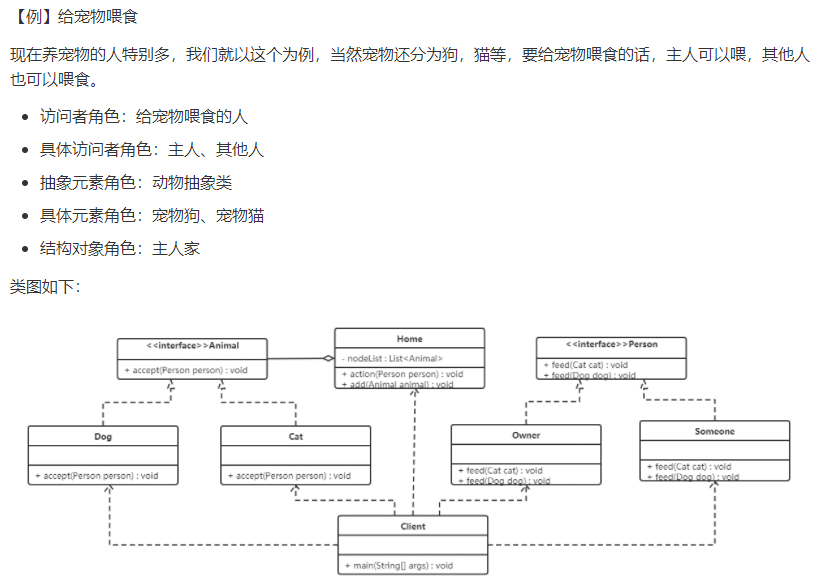 【例】给宠物喂食
现在养宠物的人特别多，我们就以这个为例，当然宠物还分为狗，猫等，要给宠物喂食的话，主人可以喂，其他人
也可以喂食。
• 访问者角色：给宠物喂食的人
• 具体访问者角色：主人、其他人
• 抽象元素角色：动物抽象类
• 具体元素角色：宠物狗、宠物猫
• 结构对象角色：主人家
类图如下：
<<interface>>Animal
+ accept(Person person) : void
Home
- nodeList : List<Animal>
+ action(Person person) : void
+ add(Animal animal) : void
<<interface>>Person
+ feed(Cat cat) : void
+ feed(Dog dog) : void
Dog
+ accept(Person person) : void
Cat
+ accept(Person person) : void
Owner
+ feed(Cat cat) : void
+ feed(Dog dog) : void
Someone
+ feed(Cat cat) : void
+ feed(Dog dog) : void
Client
+ main(String[] args) : void